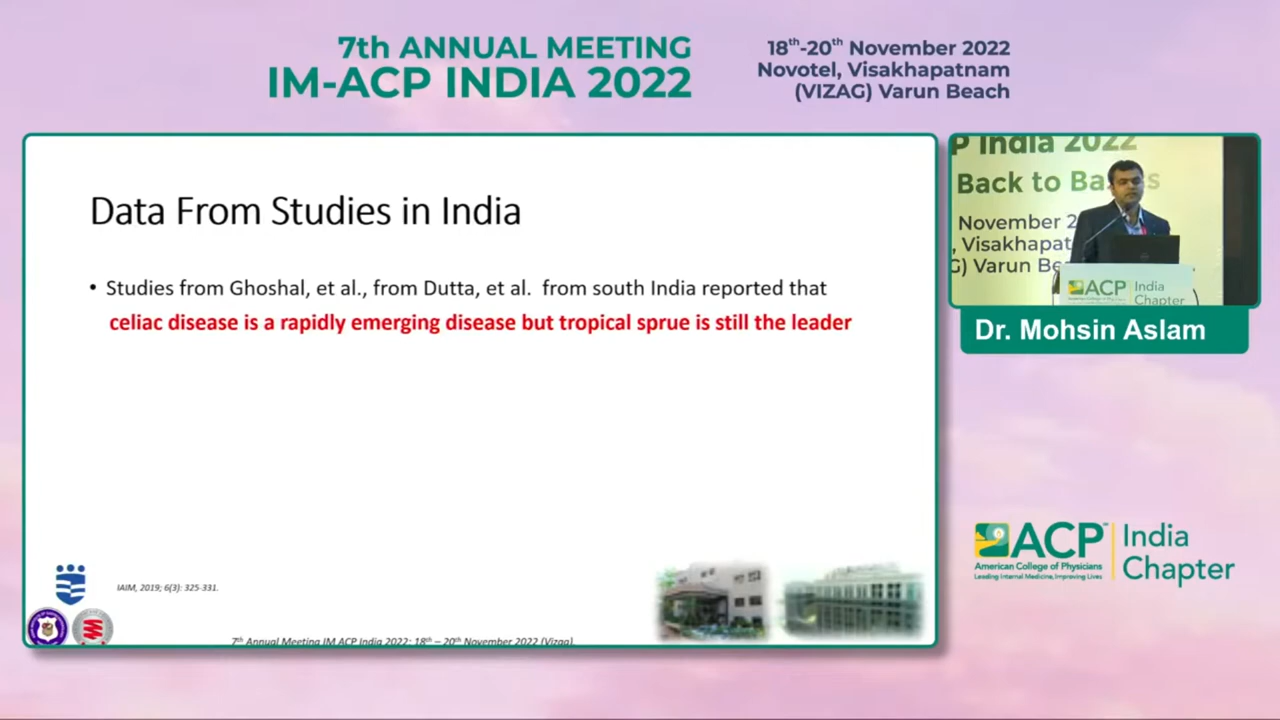 7th ANNUAL MEETING
IM-ACP INDIA 2022
18th-20th November 2022
Novotel, Visakhapatnam
(VIZAG) Varun Beach
Data From Studies in India
• Studies from Ghoshal, et al., from Dutta, et al. from south India reported that
celiac disease is a rapidly emerging disease but tropical sprue is still the leader
IAIM, 2019; 6(3): 325-331.
7th Annual Meeting IM ACP India 2022; 18th – 20th November 2022 (Vizag).
P India 2022
Back to Ba s
November 2
, Visakhapat
G) Varun Be
ACP India
Chapter
Dr. Mohsin Aslam
ACP India
Chapter
American College of Physicians
Leading Internal Medicine, Improving Lives